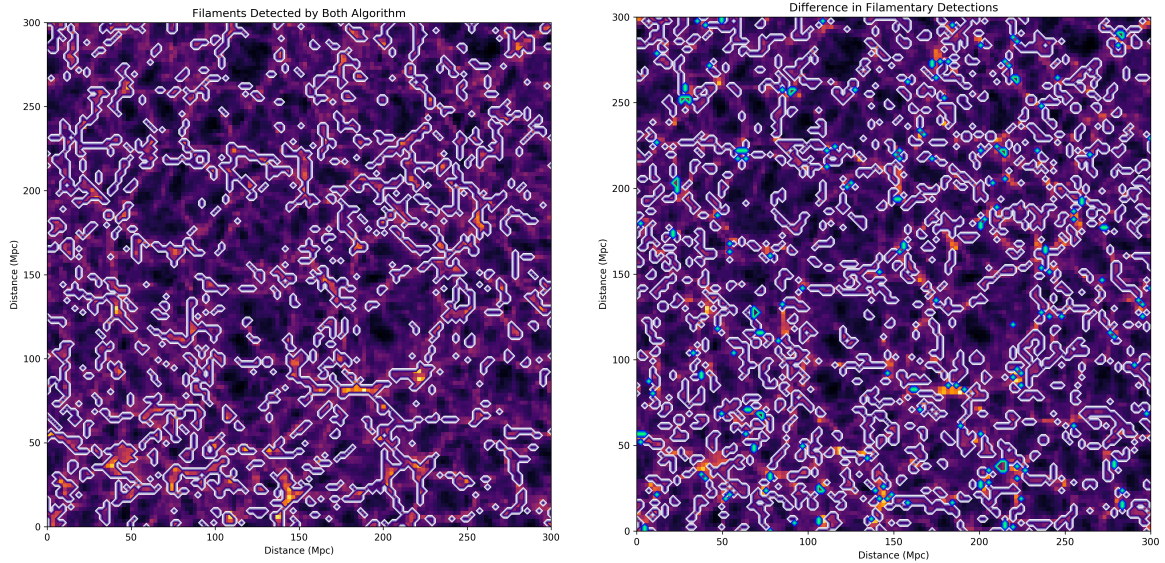 Filaments Detected by Both Algorithm
300
250
200
150
100
50
0
Distance (Mpc)
0 50 100 150 200 250 300
Distance (Mpc)
Difference in Filamentary Detections
300
250
200
150
100
50
0
Distance (Mpc)
0 50 100 150 200 250 300
Distance (Mpc)